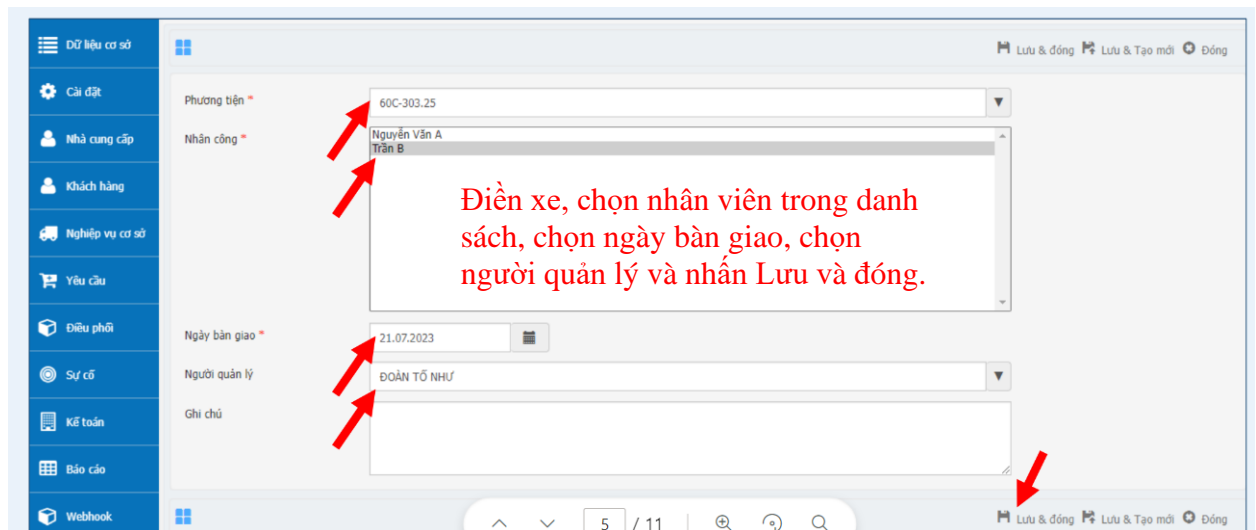 Dữ liệu cơ sở
Cài đặt
Nhà cung cấp
Khách hàng
Nghiệp vụ cơ sở
Yêu cầu
Điều phối
Sự cố
Kế toán
Báo cáo
Webhook
Lưu & đóng Lưu & Tạo mới Đóng
Phương tiện *
60C-303.25
Nhân công *
Nguyễn Văn A
Trần B
Điền xe, chọn nhân viên trong danh
sách, chọn ngày bàn giao, chọn
người quản lý và nhấn Lưu và đóng.
Ngày bàn giao *
21.07.2023
Người quản lý
ĐOÀN TỐ NHƯ
Ghi chú
5 / 11
Lưu & đóng Lưu & Tạo mới Đóng